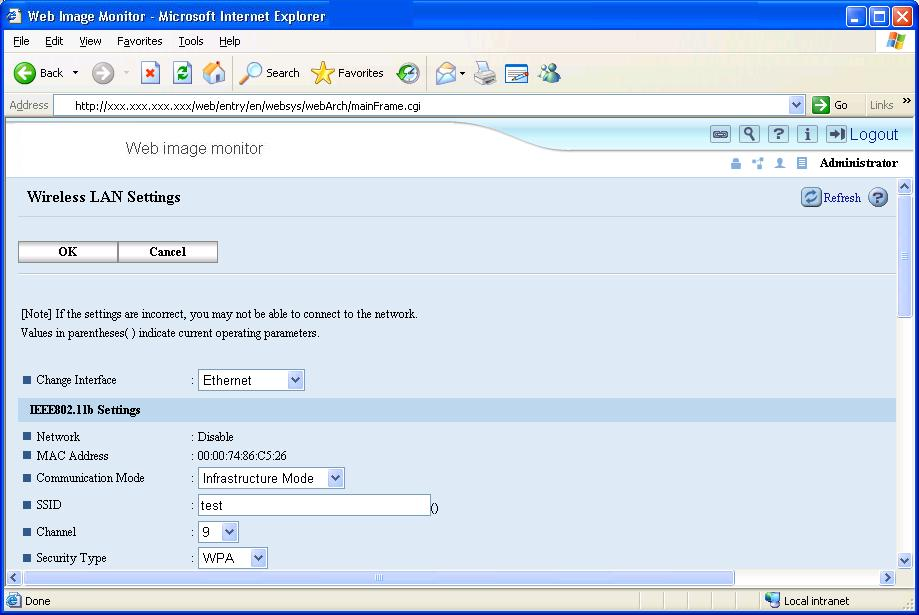 Web Image Monitor - Microsoft Internet Explorer
File Edit View Favorites Tools Help
Back Search Favorites
Address http://xxx.xxx.xxx.xxx/web/entry/en/websys/webArch/mainFrame.cgi Go Links »
Web image monitor
Logout
Administrator
Wireless LAN Settings Refresh
OK Cancel
[Note] If the settings are incorrect, you may not be able to connect to the network.
Values in parentheses( ) indicate current operating parameters.
Change Interface : Ethernet
IEEE802.11b Settings
Network : Disable
MAC Address : 00:00:74:86:C5:26
Communication Mode : Infrastructure Mode
SSID : test ()
Channel : 9
Security Type : WPA
Done Local intranet